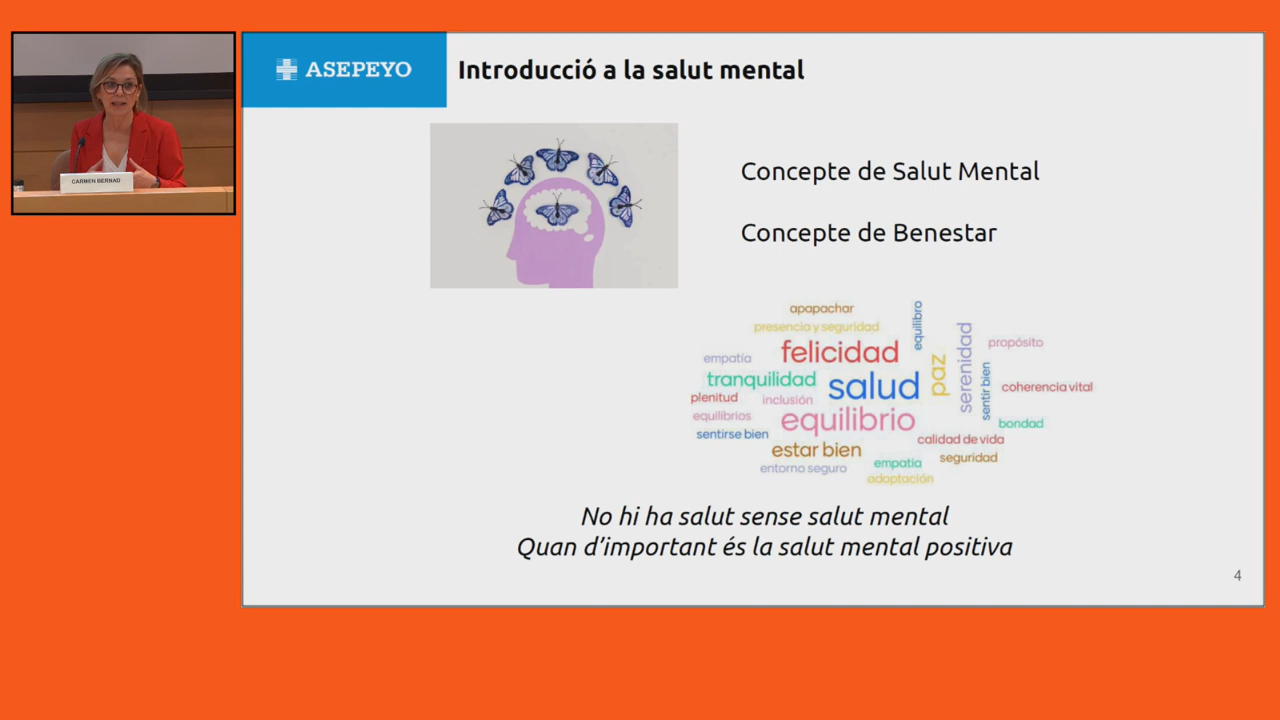 CARMEN BERNAD
ASEPEYO
Introducció a la salut mental
Concepte de Salut Mental
Concepte de Benestar
apapachar
presencia y seguridad
equilibro
felicidad
empatía
tranquilidad
salud
paz
serenidad
propósito
plenitud
inclusión
sentir bien
coherencia vital
equilibrios
equilibrio
bondad
sentirse bien
calidad de vida
estar bien
seguridad
entorno seguro
empatia
adaptación
No hi ha salut sense salut mental
Quan d’important és la salut mental positiva
4